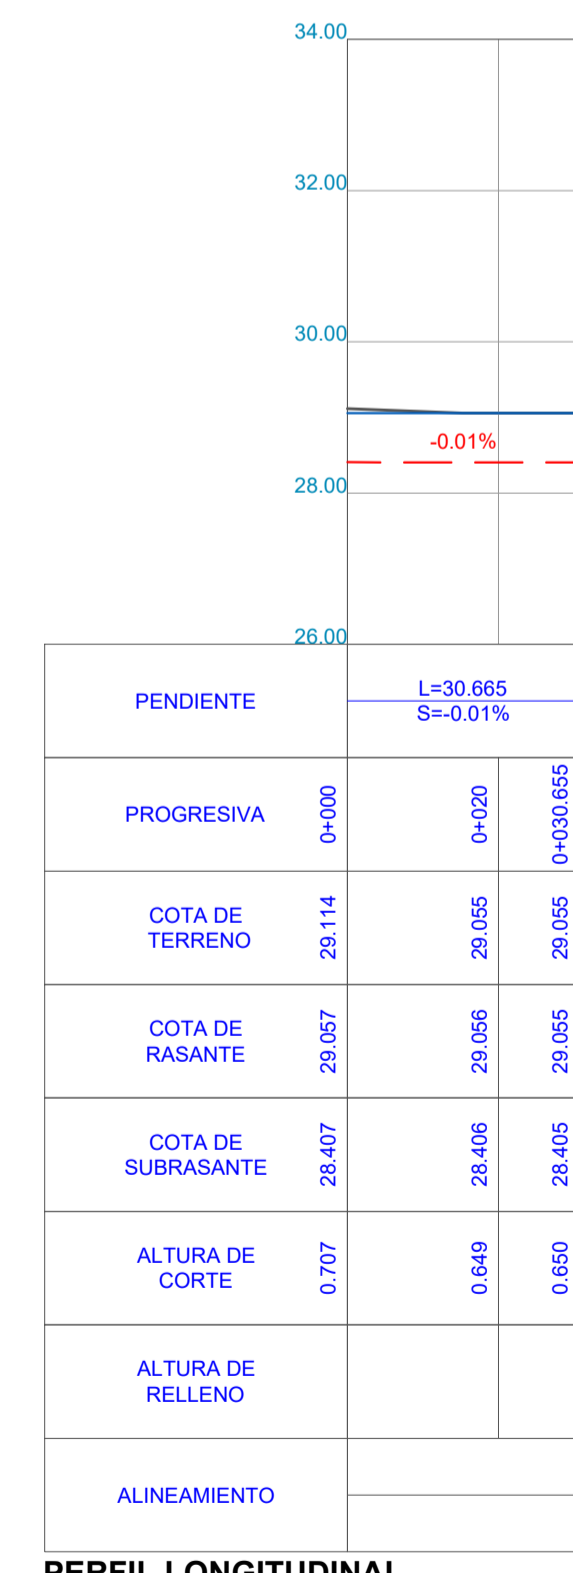 34.00
32.00
30.00
-0.01%
28.00
26.00
PENDIENTE
L=30.665
S=-0.01%
PROGRESIVA
0+000
0+020
0+030.655
COTA DE
TERRENO
29.114
29.055
29.055
COTA DE
RASANTE
29.057
29.056
29.055
COTA DE
SUBRASANTE
28.407
28.406
28.405
ALTURA DE
CORTE
0.707
0.649
0.650
ALTURA DE
RELLENO
ALINEAMIENTO
PERFIL LONGITUDINAL